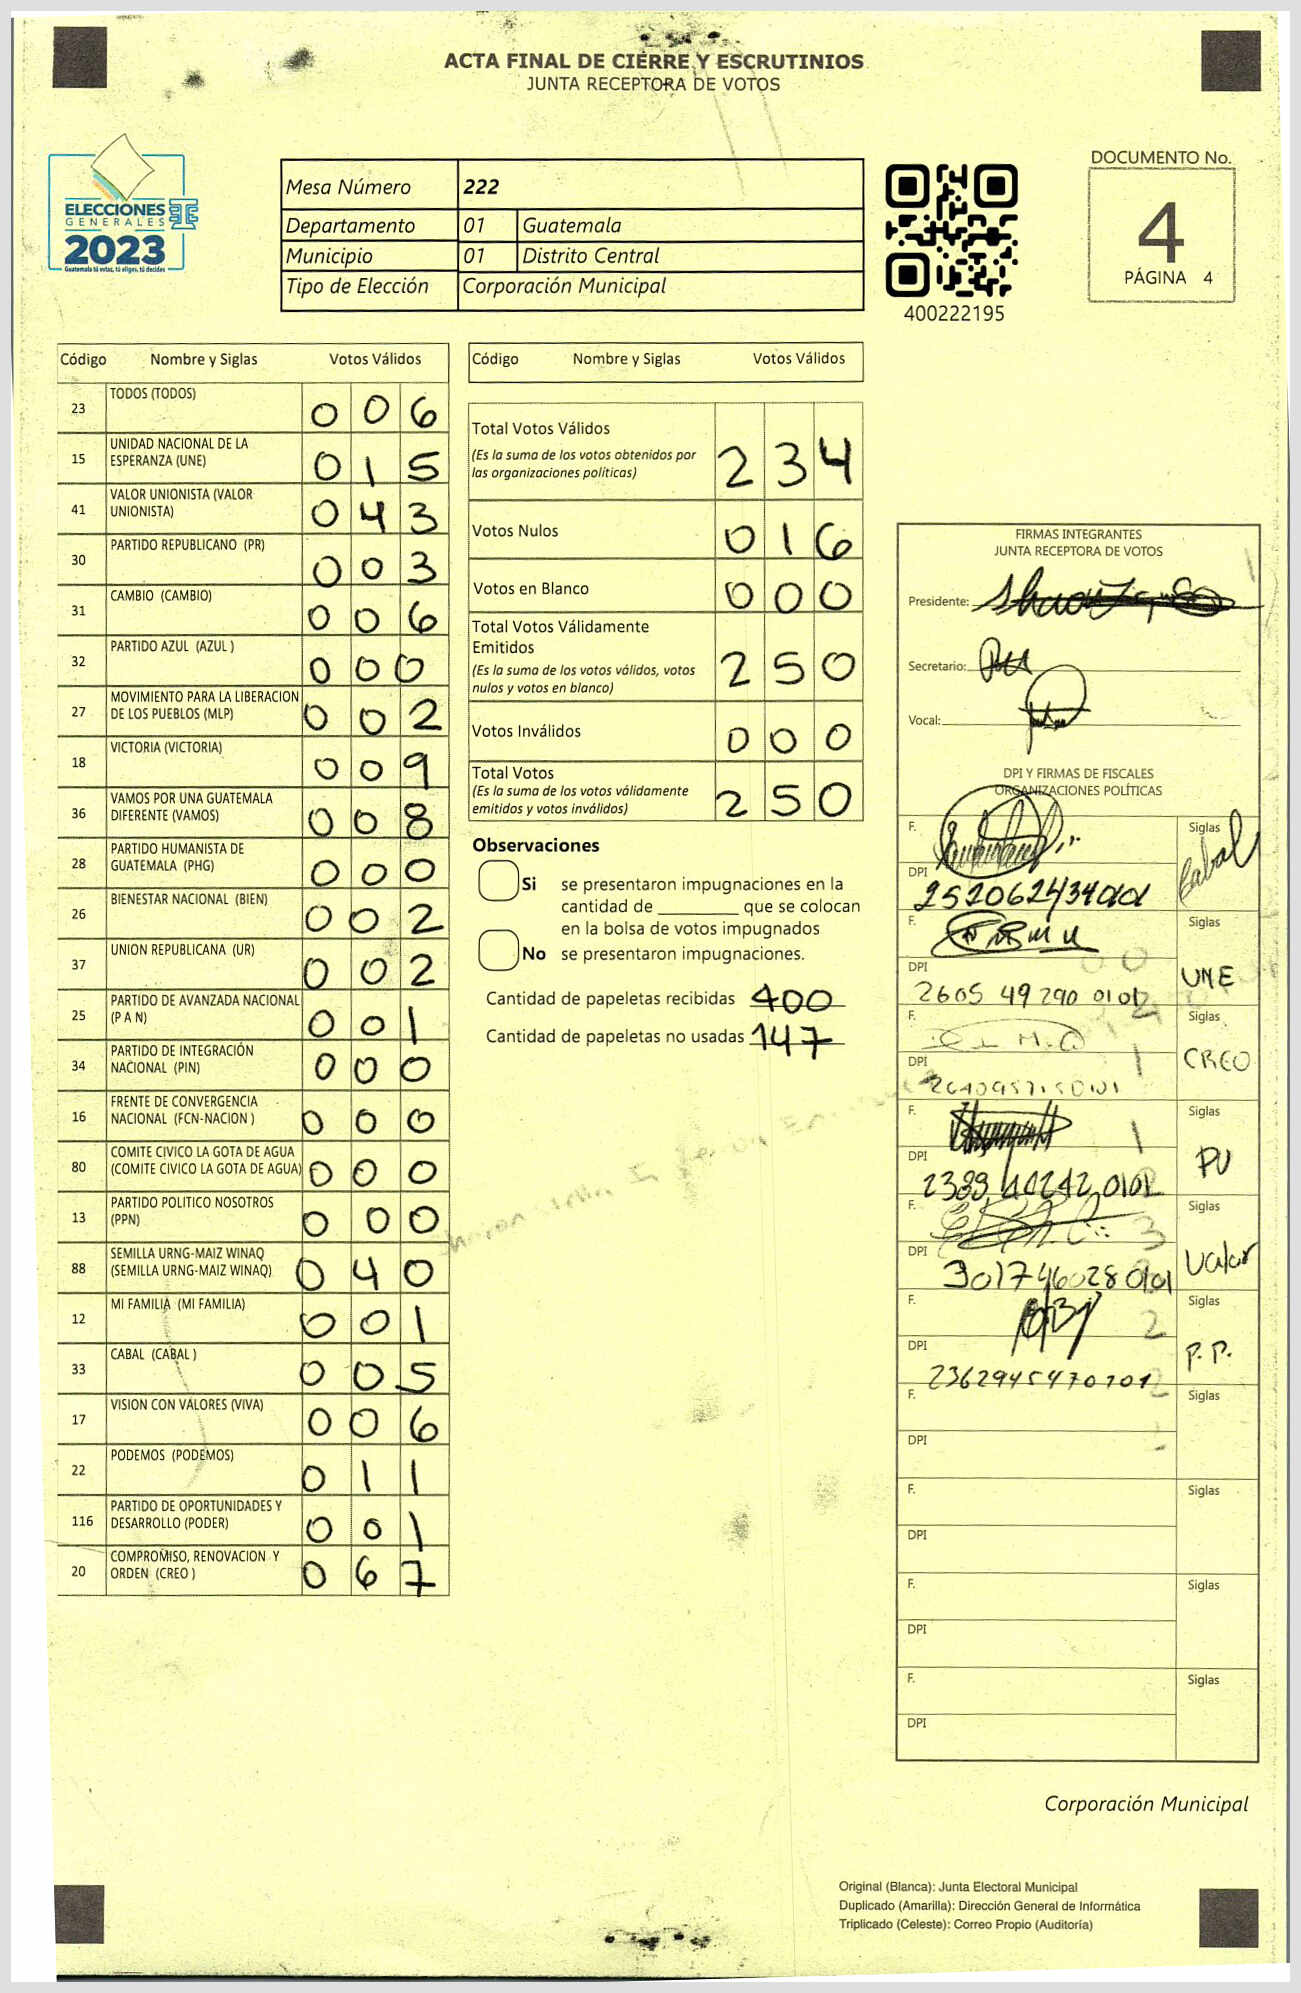 ACTA FINAL DE CIERRE Y ESCRUTINIOS
JUNTA RECEPTORA DE VOTOS
ELECCIONES
GENERALES
2023
Guatemala tú votas, tú eliges, tú decides
Mesa Número 222
Departamento 01 Guatemala
Municipio 01 Distrito Central
Tipo de Elección Corporación Municipal
400222195
DOCUMENTO No.
4
PÁGINA 4
Código Nombre y Siglas Votos Válidos
23 TODOS (TODOS) 0 0 6
15 UNIDAD NACIONAL DE LA
ESPERANZA (UNE) 0 1 5
41 VALOR UNIONISTA (VALOR
UNIONISTA) 0 4 3
30 PARTIDO REPUBLICANO (PR) 0 0 3
31 CAMBIO (CAMBIO) 0 0 6
32 PARTIDO AZUL (AZUL ) 0 0 0
27 MOVIMIENTO PARA LA LIBERACION
DE LOS PUEBLOS (MLP) 0 0 2
18 VICTORIA (VICTORIA) 0 0 9
36 VAMOS POR UNA GUATEMALA
DIFERENTE (VAMOS) 0 0 8
28 PARTIDO HUMANISTA DE
GUATEMALA (PHG) 0 0 0
26 BIENESTAR NACIONAL (BIEN) 0 0 2
37 UNION REPUBLICANA (UR) 0 0 2
25 PARTIDO DE AVANZADA NACIONAL
(P A N) 0 0 1
34 PARTIDO DE INTEGRACIÓN
NACIONAL (PIN) 0 0 0
16 FRENTE DE CONVERGENCIA
NACIONAL (FCN-NACION ) 0 0 0
80 COMITE CIVICO LA GOTA DE AGUA
(COMITE CIVICO LA GOTA DE AGUA) 0 0 0
13 PARTIDO POLITICO NOSOTROS
(PPN) 0 0 0
88 SEMILLA URNG-MAIZ WINAQ
(SEMILLA URNG-MAIZ WINAQ) 0 4 0
12 MI FAMILIA (MI FAMILIA) 0 0 1
33 CABAL (CABAL ) 0 0 5
17 VISION CON VALORES (VIVA) 0 0 6
22 PODEMOS (PODEMOS) 0 1 1
116 PARTIDO DE OPORTUNIDADES Y
DESARROLLO (PODER) 0 0 1
20 COMPROMISO, RENOVACION Y
ORDEN (CREO ) 0 6 7
Código Nombre y Siglas Votos Válidos
Total Votos Válidos
(Es la suma de los votos obtenidos por
las organizaciones políticas) 2 3 4
Votos Nulos 0 1 6
Votos en Blanco 0 0 0
Total Votos Válidamente
Emitidos
(Es la suma de los votos válidos, votos
nulos y votos en blanco) 2 5 0
Votos Inválidos 0 0 0
Total Votos
(Es la suma de los votos válidamente
emitidos y votos inválidos) 2 5 0
Observaciones
Si se presentaron impugnaciones en la
cantidad de ________ que se colocan
en la bolsa de votos impugnados
No se presentaron impugnaciones.
Cantidad de papeletas recibidas 400
Cantidad de papeletas no usadas 147
FIRMAS INTEGRANTES
JUNTA RECEPTORA DE VOTOS
Presidente:
Secretario:
Vocal:
DPI Y FIRMAS DE FISCALES
ORGANIZACIONES POLÍTICAS
F. Siglas Cabal
DPI
F. Siglas UNE
DPI 2605 49 290 0101
F. Siglas CREO
DPI
F. Siglas PU
DPI 2389 40242 0101
F. Siglas Valor
DPI 3017460280101
F. Siglas P.P.
DPI
F. Siglas
DPI
F. Siglas
DPI
F. Siglas
DPI
F. Siglas
DPI
Corporación Municipal
Original (Blanca): Junta Electoral Municipal
Duplicado (Amarilla): Dirección General de Informática
Triplicado (Celeste): Correo Propio (Auditoría)